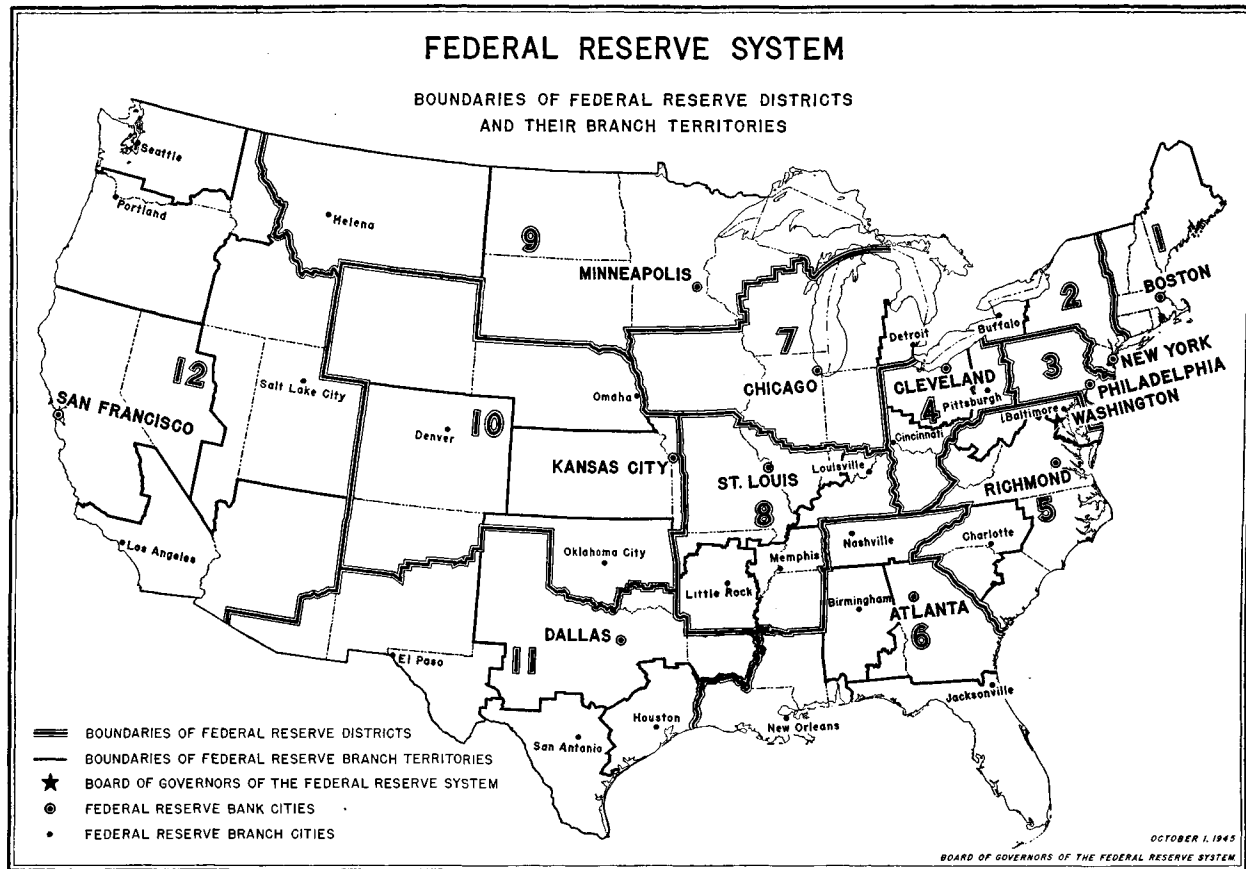 FEDERAL RESERVE SYSTEM
BOUNDARIES OF FEDERAL RESERVE DISTRICTS
AND THEIR BRANCH TERRITORIES
Seattle
Portland
Helena
9
MINNEAPOLIS
1
BOSTON
2
Buffalo
Detroit
7
CHICAGO
3
NEW YORK
PHILADELPHIA
WASHINGTON
CLEVELAND
4
Pittsburgh
Baltimore
Cincinnati
12
SAN FRANCISCO
Salt Lake City
Omaha
10
Denver
KANSAS CITY
ST. LOUIS
8
Louisville
RICHMOND
5
Los Angeles
Oklahoma City
Little Rock
Memphis
Nashville
Charlotte
Birmingham
ATLANTA
6
DALLAS
11
El Paso
Houston
San Antonio
New Orleans
Jacksonville
BOUNDARIES OF FEDERAL RESERVE DISTRICTS
BOUNDARIES OF FEDERAL RESERVE BRANCH TERRITORIES
BOARD OF GOVERNORS OF THE FEDERAL RESERVE SYSTEM
FEDERAL RESERVE BANK CITIES
FEDERAL RESERVE BRANCH CITIES
OCTOBER 1, 1945
BOARD OF GOVERNORS OF THE FEDERAL RESERVE SYSTEM